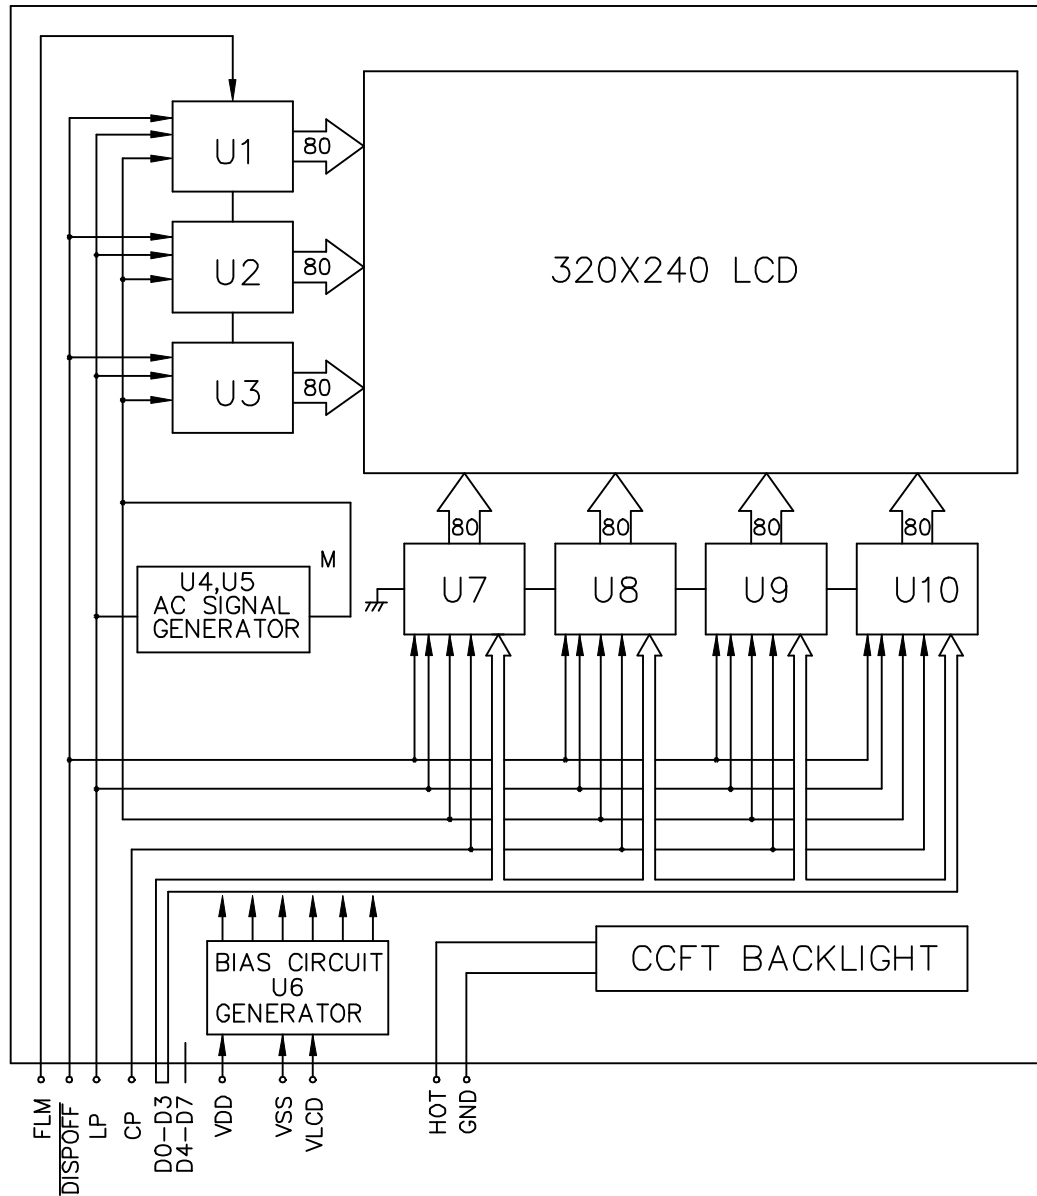 U1
80
U2
80
320X240 LCD
U3
80
80
80
80
80
M
U4,U5
AC SIGNAL
GENERATOR
U7
U8
U9
U10
BIAS CIRCUIT
U6
GENERATOR
CCFT BACKLIGHT
FLM
DISPOFF
LP
CP
D0-D3
D4-D7
VDD
VSS
VLCD
HOT
GND